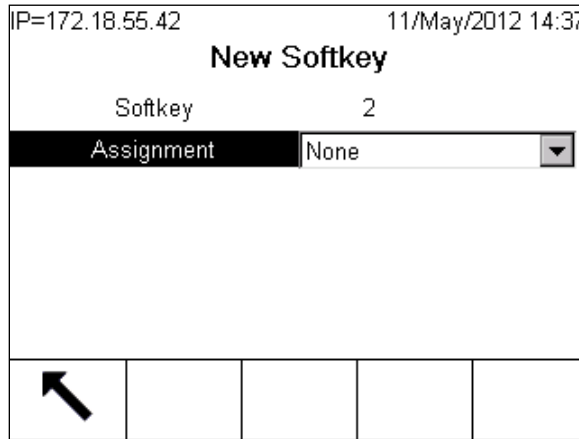 IP=172.18.55.42 11/May/2012 14:37
New Softkey
Softkey 2
Assignment None